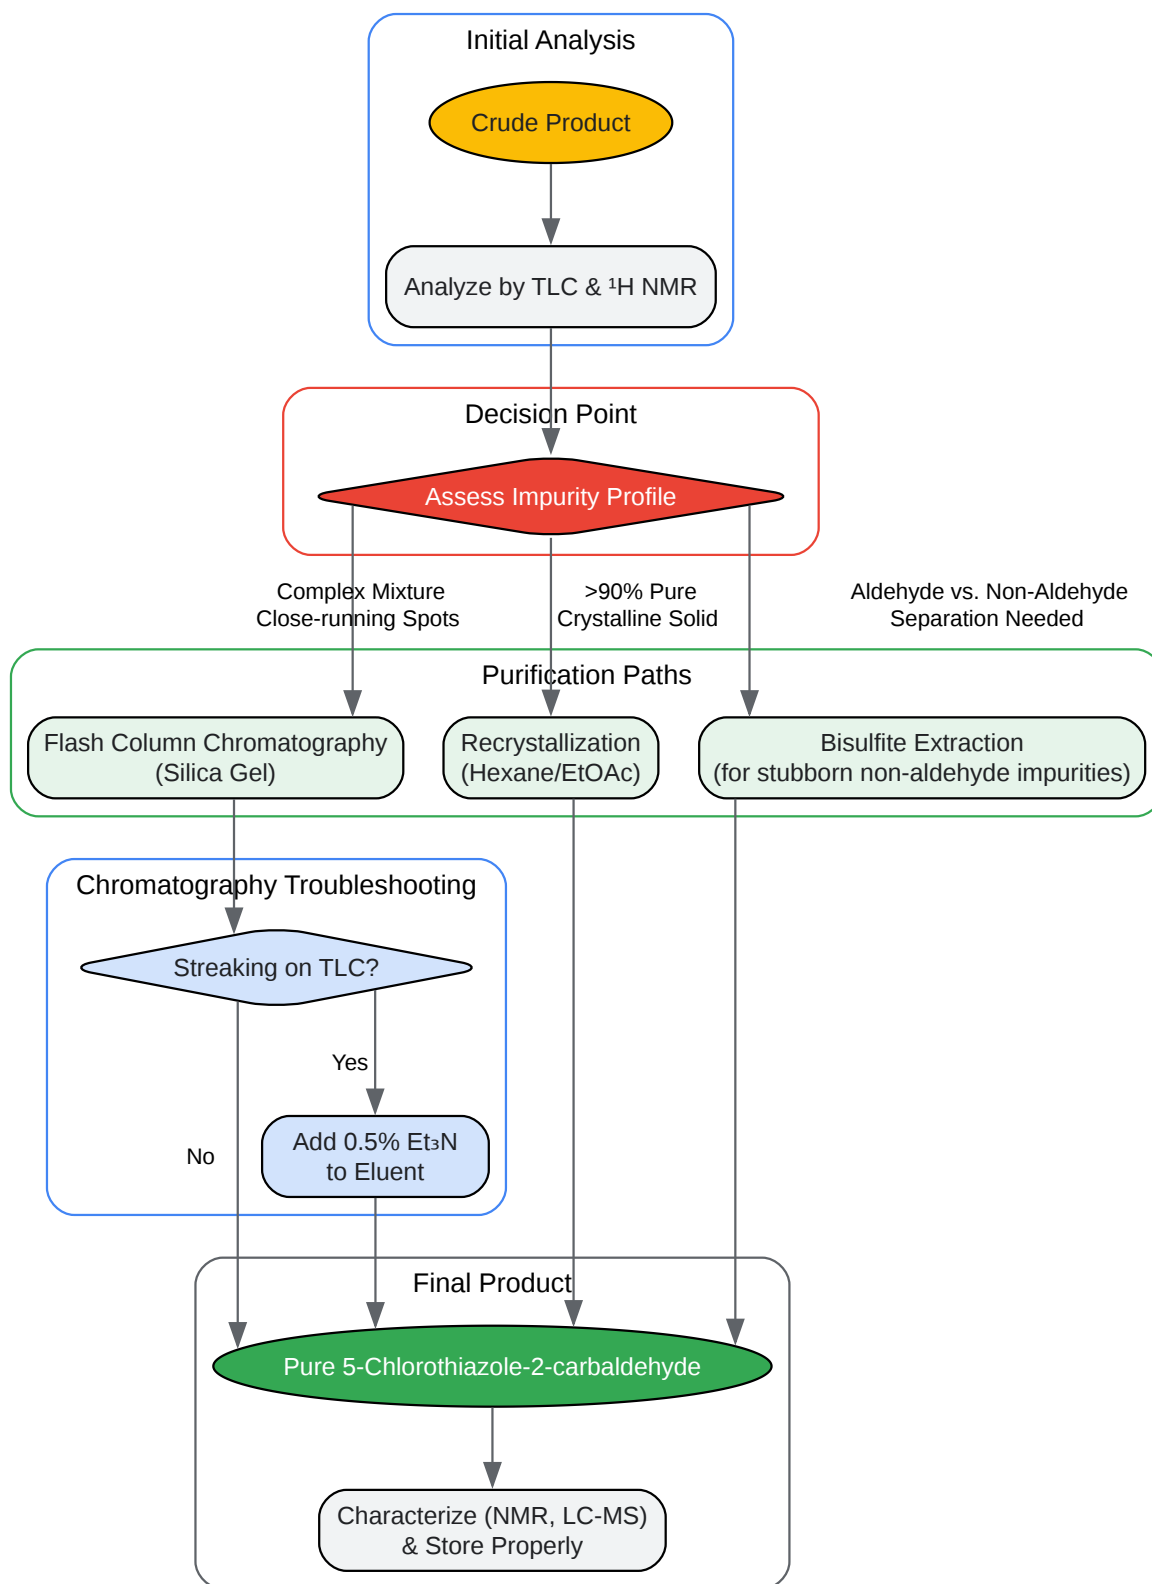 Initial Analysis
Crude Product
Analyze by TLC & ¹H NMR
Decision Point
Assess Impurity Profile
Complex Mixture
Close-running Spots
>90% Pure
Crystalline Solid
Aldehyde vs. Non-Aldehyde
Separation Needed
Purification Paths
Flash Column Chromatography
(Silica Gel)
Recrystallization
(Hexane/EtOAc)
Bisulfite Extraction
(for stubborn non-aldehyde impurities)
Chromatography Troubleshooting
Streaking on TLC?
Yes
No
Add 0.5% Et₃N
to Eluent
Final Product
Pure 5-Chlorothiazole-2-carbaldehyde
Characterize (NMR, LC-MS)
& Store Properly